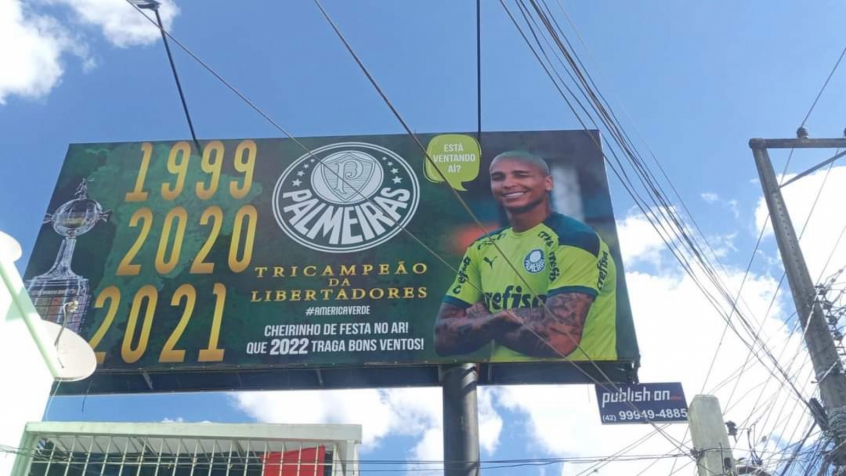 1999
2020
2021
PALMEIRAS
P
ESTÁ
VENTANDO
AÍ?
TRICAMPEÃO
DA
LIBERTADORES
#AMERICAVERDE
CHEIRINHO DE FESTA NO AR!
QUE 2022 TRAGA BONS VENTOS!
crefisa
publish on
(42) 99949-4885